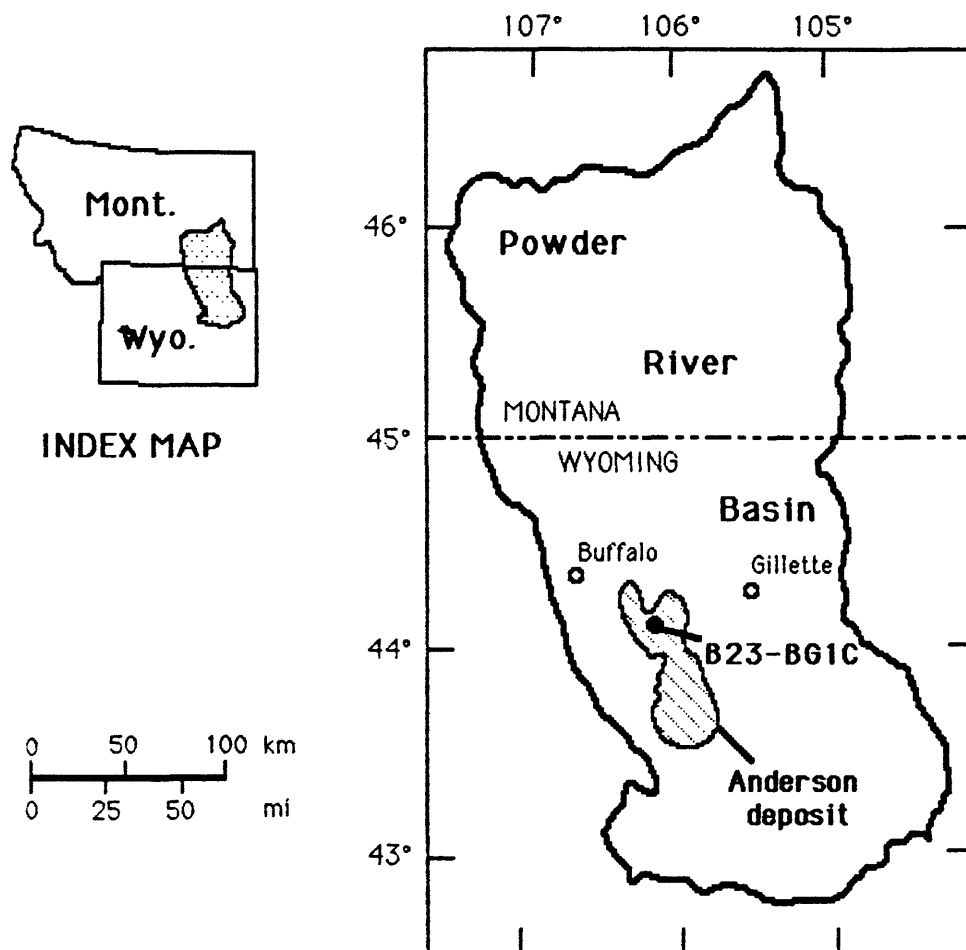 107° 106° 105°
Mont.
Wyo.
INDEX MAP
46°
Powder
River
MONTANA
45°
WYOMING
Basin
Buffalo
Gillette
44°
B23-BG1C
0 50 100 km
0 25 50 mi
Anderson
deposit
43°